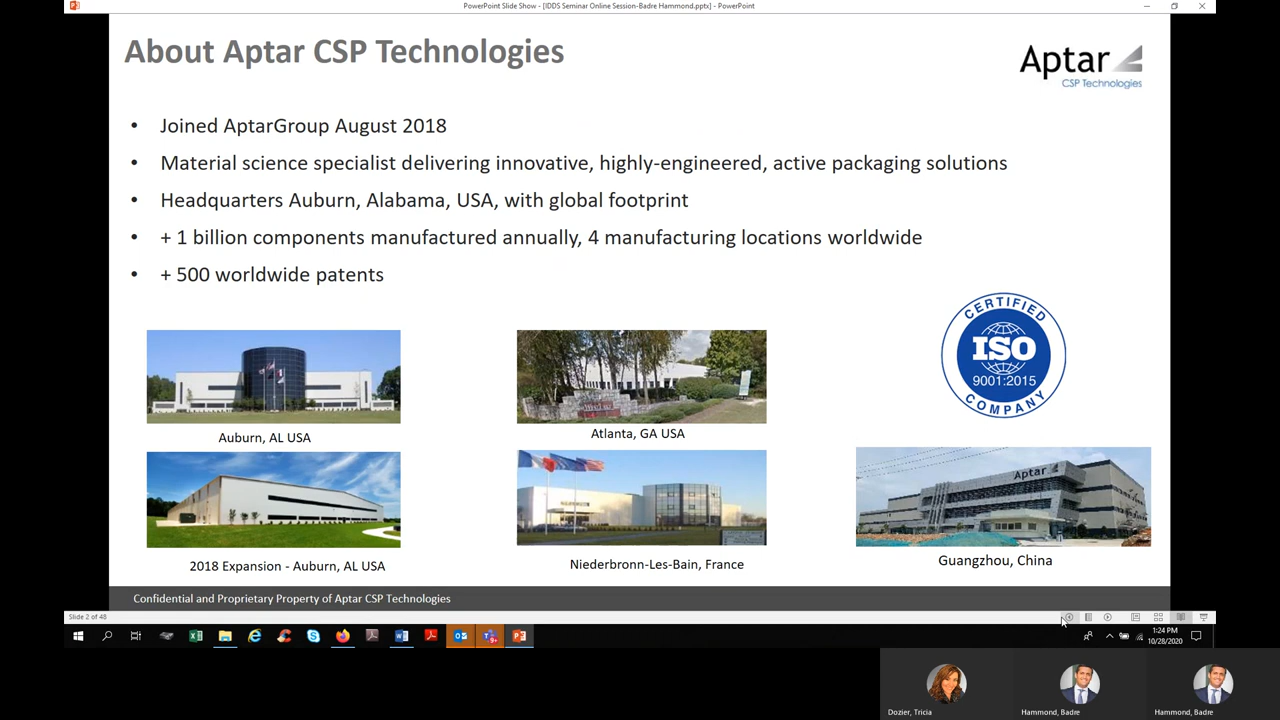 PowerPoint Slide Show - [IDDS Seminar Online Session-Badre Hammond.pptx] - PowerPoint
About Aptar CSP Technologies
Aptar
CSP Technologies
• Joined AptarGroup August 2018
• Material science specialist delivering innovative, highly-engineered, active packaging solutions
• Headquarters Auburn, Alabama, USA, with global footprint
• + 1 billion components manufactured annually, 4 manufacturing locations worldwide
• + 500 worldwide patents
CERTIFIED
ISO
9001:2015
COMPANY
Auburn, AL USA
Atlanta, GA USA
Aptar
2018 Expansion - Auburn, AL USA
Niederbronn-Les-Bain, France
Guangzhou, China
Confidential and Proprietary Property of Aptar CSP Technologies
Slide 2 of 48
1:24 PM
10/28/2020
Dozier, Tricia
Hammond, Badre
Hammond, Badre